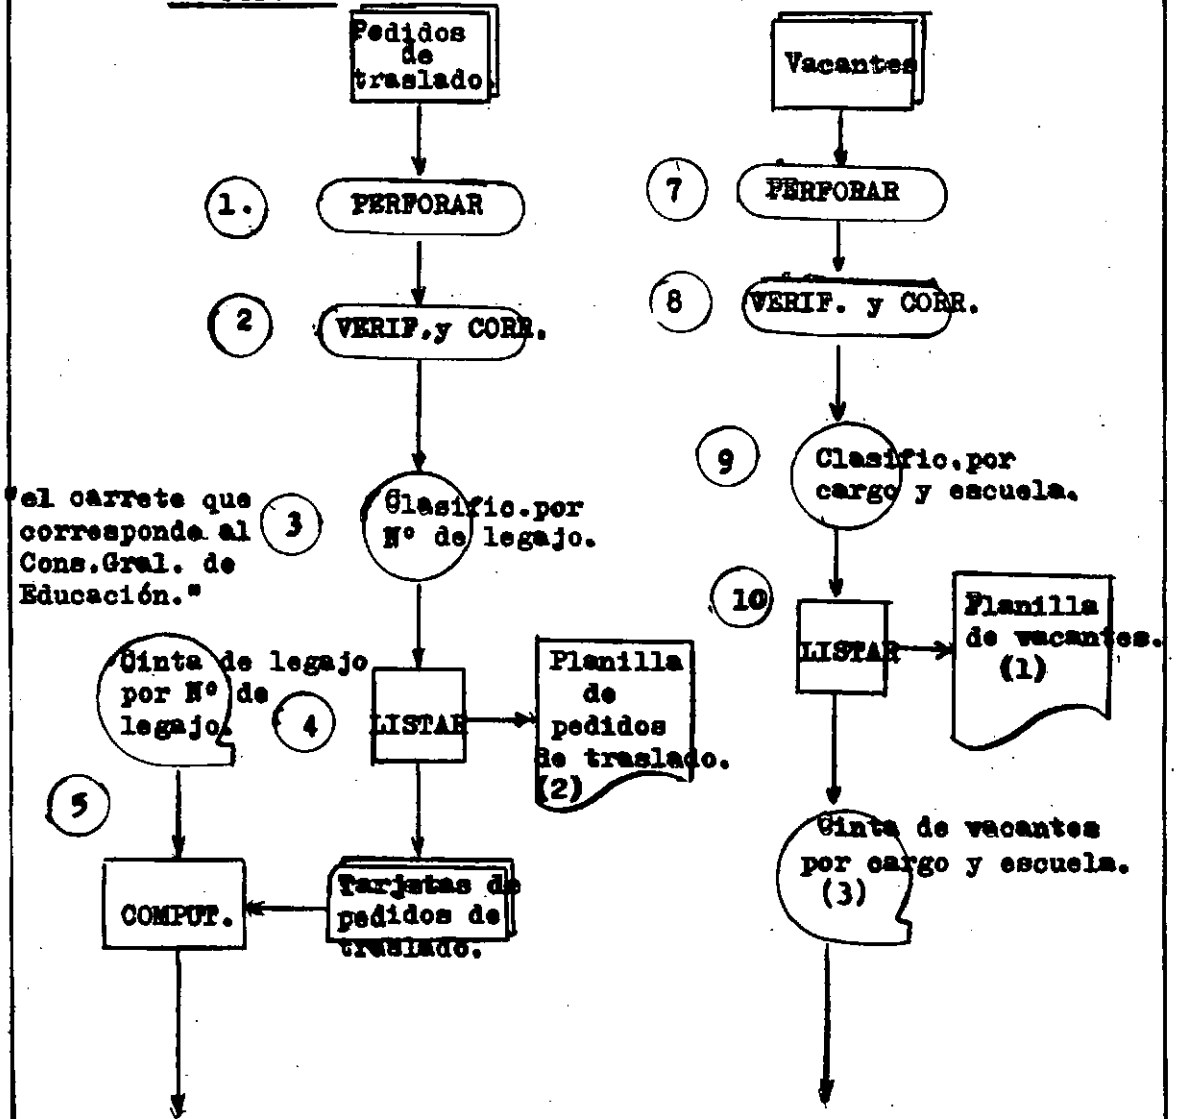 Pedidos
de
traslado
Vacantes
1.
PERFORAR
7
PERFORAR
2
VERIF.y CORR.
8
VERIF. y CORR.
9
Clasific.por
cargo y escuela.
"el carrete que
corresponde al
Cons.Gral. de
Educación."
3
Clasific.por
Nº de legajo.
10
LISTAR
Planilla
de vacantes.
(1)
Cinta de legajo
por Nº de
legajo.
4
LISTAR
Planilla
de
pedidos
de traslado.
(2)
5
COMPUT.
Tarjetas de
pedidos de
traslado.
Cinta de vacantes
por cargo y escuela.
(3)